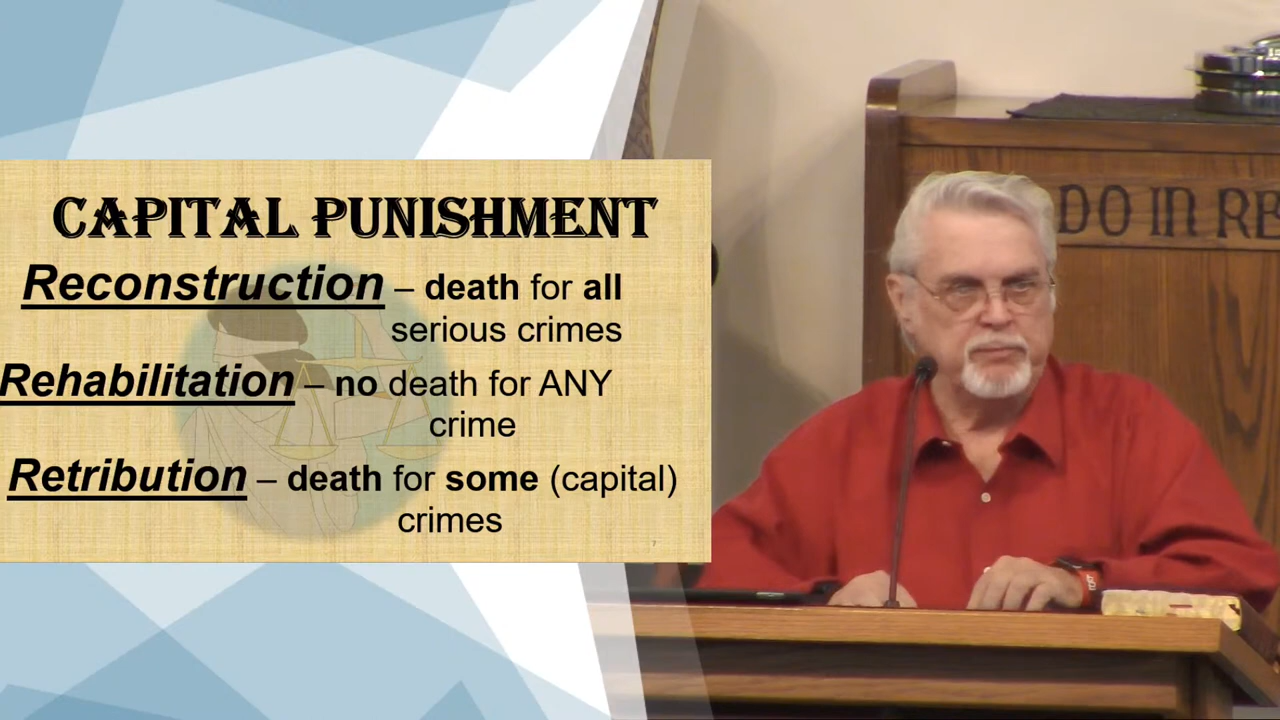 CAPITAL PUNISHMENT
Reconstruction – death for all
serious crimes
Rehabilitation – no death for ANY
crime
Retribution – death for some (capital)
crimes
7
DO IN RE